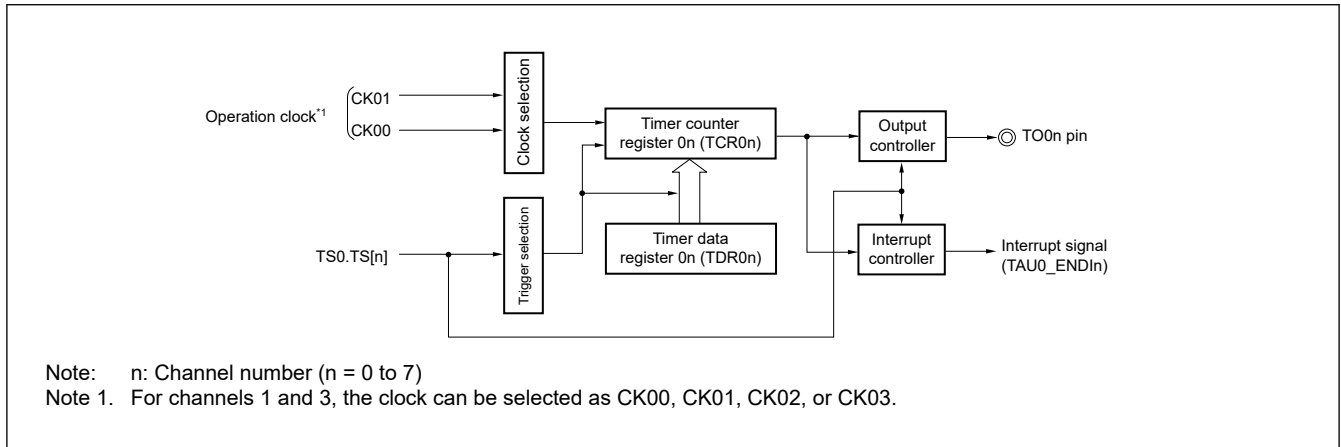 Operation clock*1
CK01
CK00
Clock selection
Timer counter
register 0n (TCR0n)
Output
controller
TO0n pin
TS0.TS[n]
Trigger selection
Timer data
register 0n (TDR0n)
Interrupt
controller
Interrupt signal
(TAU0_ENDIn)
Note: n: Channel number (n = 0 to 7)
Note 1. For channels 1 and 3, the clock can be selected as CK00, CK01, CK02, or CK03.